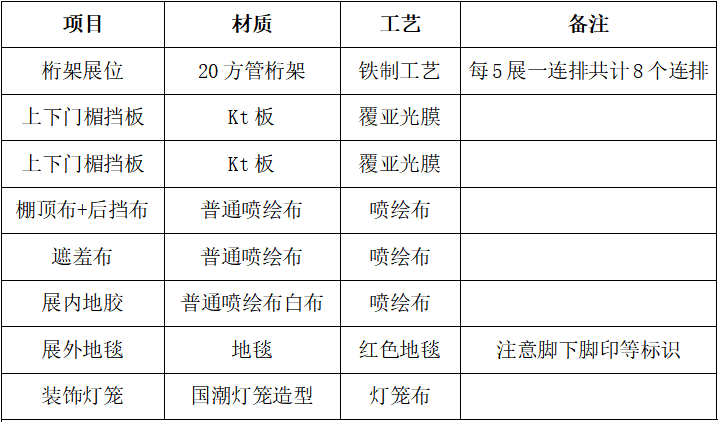 项目 材质 工艺 备注
桁架展位 20方管桁架 铁制工艺 每5展一连排共计8个连排
上下门楣挡板 Kt板 覆亚光膜
上下门楣挡板 Kt板 覆亚光膜
棚顶布+后挡布 普通喷绘布 喷绘布
遮羞布 普通喷绘布 喷绘布
展内地胶 普通喷绘布白布 喷绘布
展外地毯 地毯 红色地毯 注意脚下脚印等标识
装饰灯笼 国潮灯笼造型 灯笼布